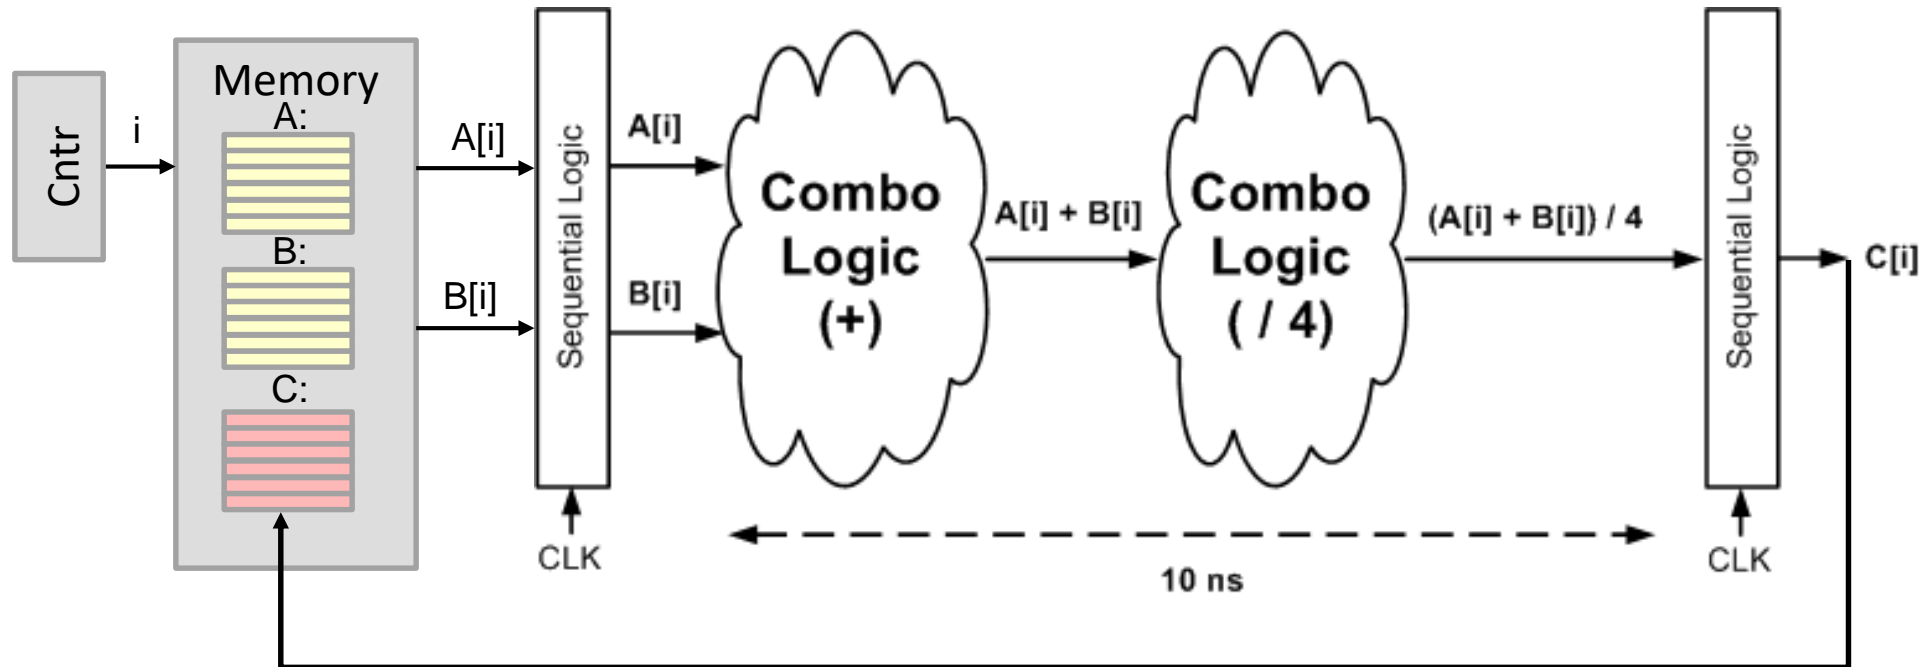 Cntr
i
Memory
A:
B:
C:
A[i]
B[i]
Sequential Logic
CLK
A[i]
B[i]
Combo
Logic
(+)
A[i] + B[i]
Combo
Logic
( / 4)
(A[i] + B[i]) / 4
10 ns
Sequential Logic
CLK
C[i]